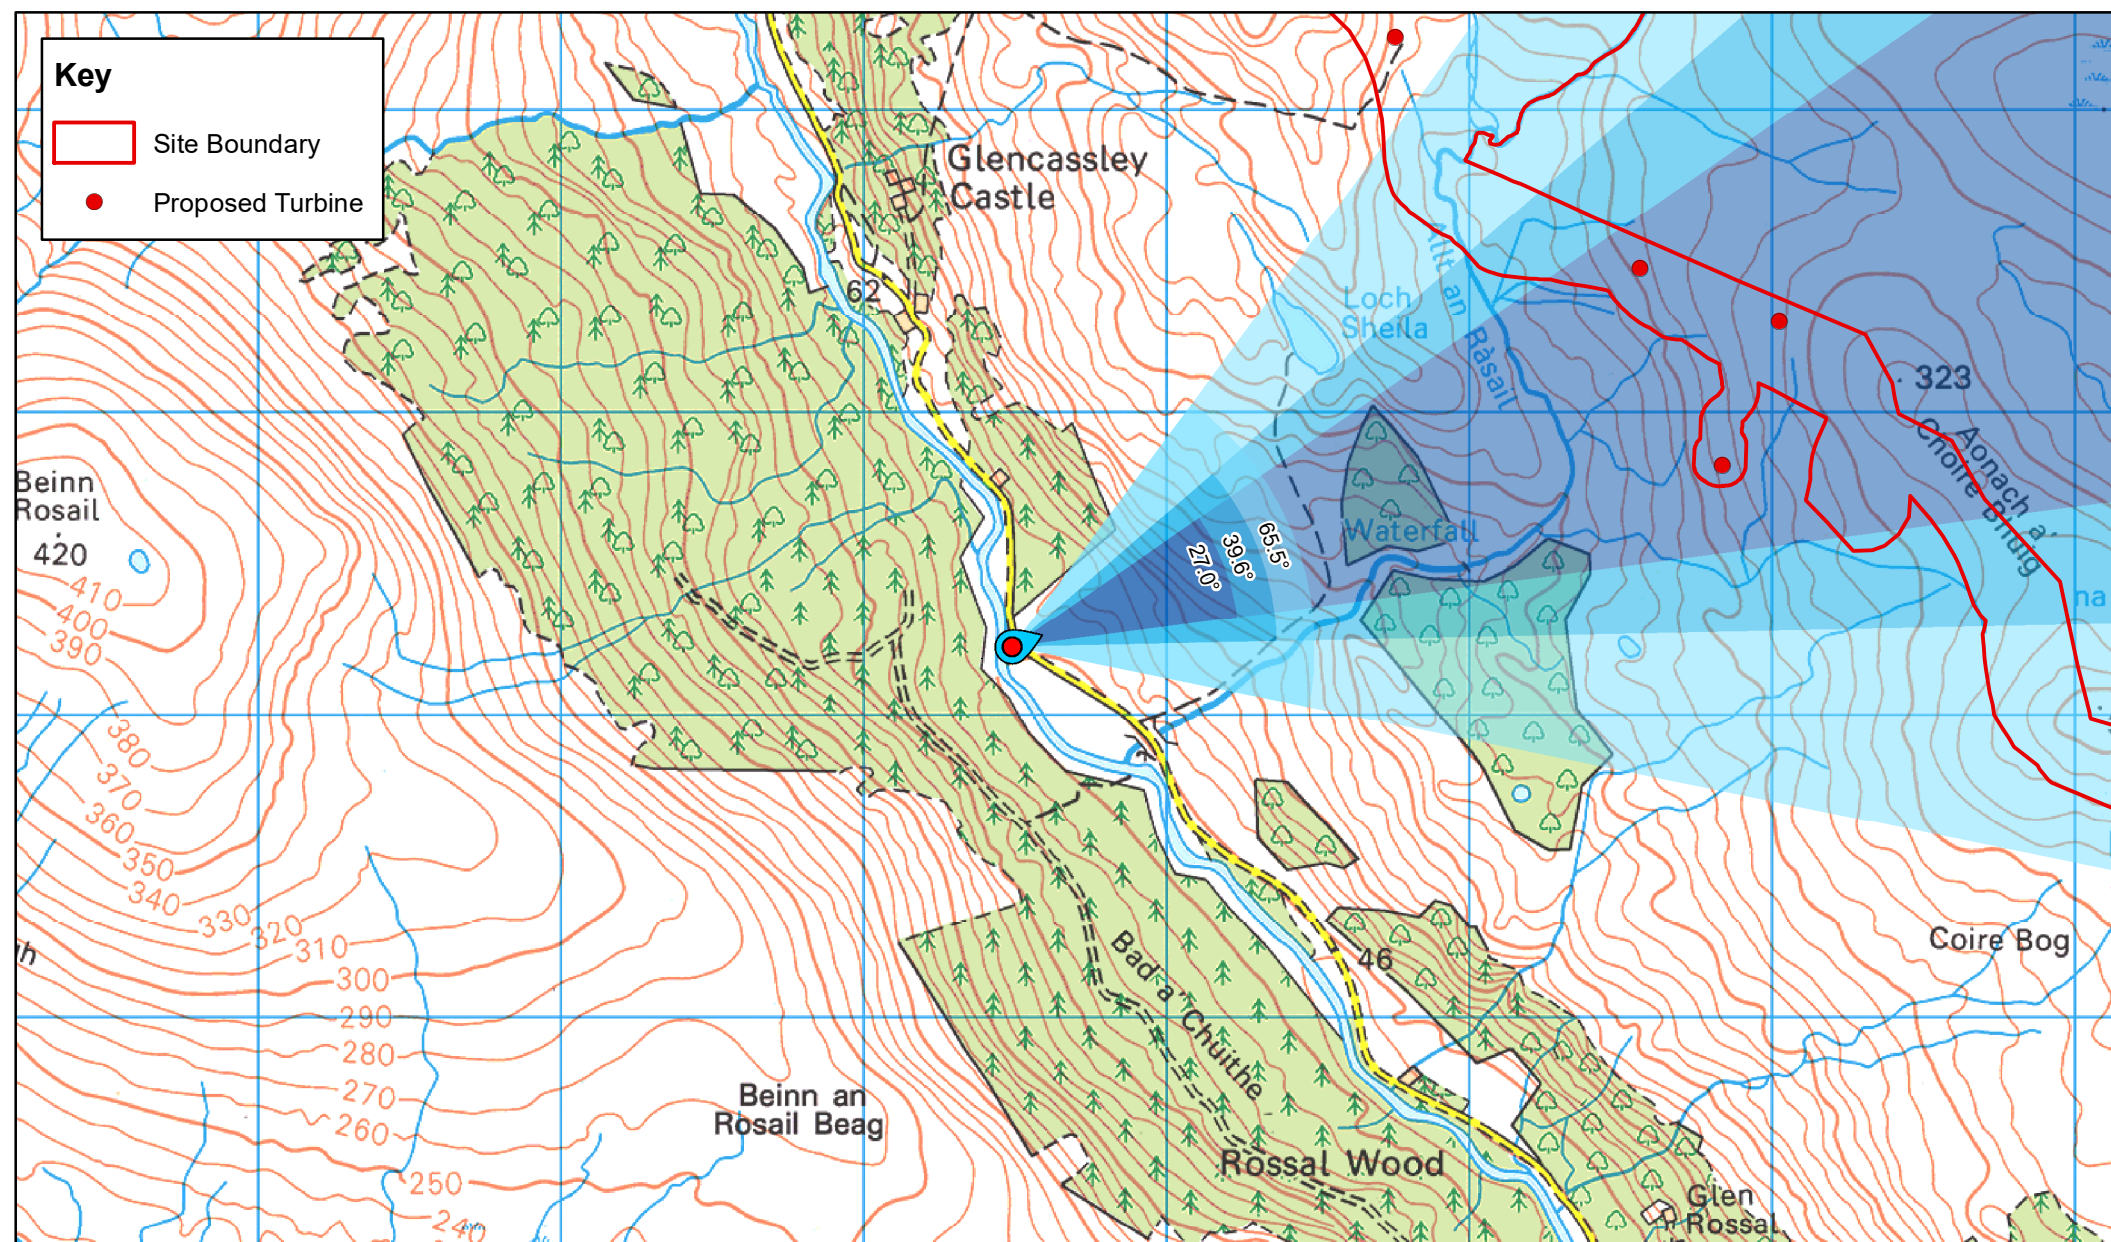 Key
Site Boundary
Proposed Turbine
Glencassley
Castle
62
Loch
Sheila
Allt an Ràsail
323
Aonach a'
Choire Bhuig
Waterfall
27.0°
39.6°
65.5°
na
Beinn
Rosail
420
410
400
390
380
370
360
350
340
330
320
310
300
290
280
270
260
250
240
Beinn an
Rosail Beag
Bad a' Chuithe
46
Coire Bog
Rossal Wood
Glen
Rossal